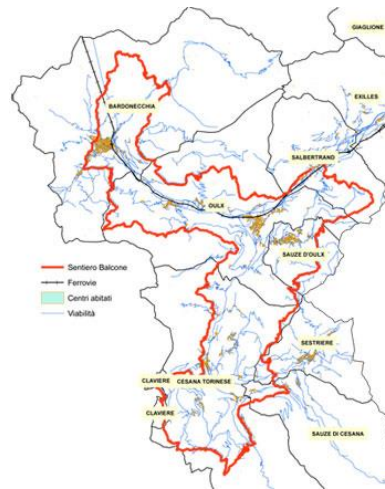 GIAGLIONE
BARDONECCHIA
EXILLES
SALBERTRAND
OULX
SAUZE D'OULX
Sentiero Balcone
Ferrovie
Centri abitati
Viabilità
SESTRIERE
CLAVIERE
CESANA TORINESE
CLAVIERE
SAUZE DI CESANA